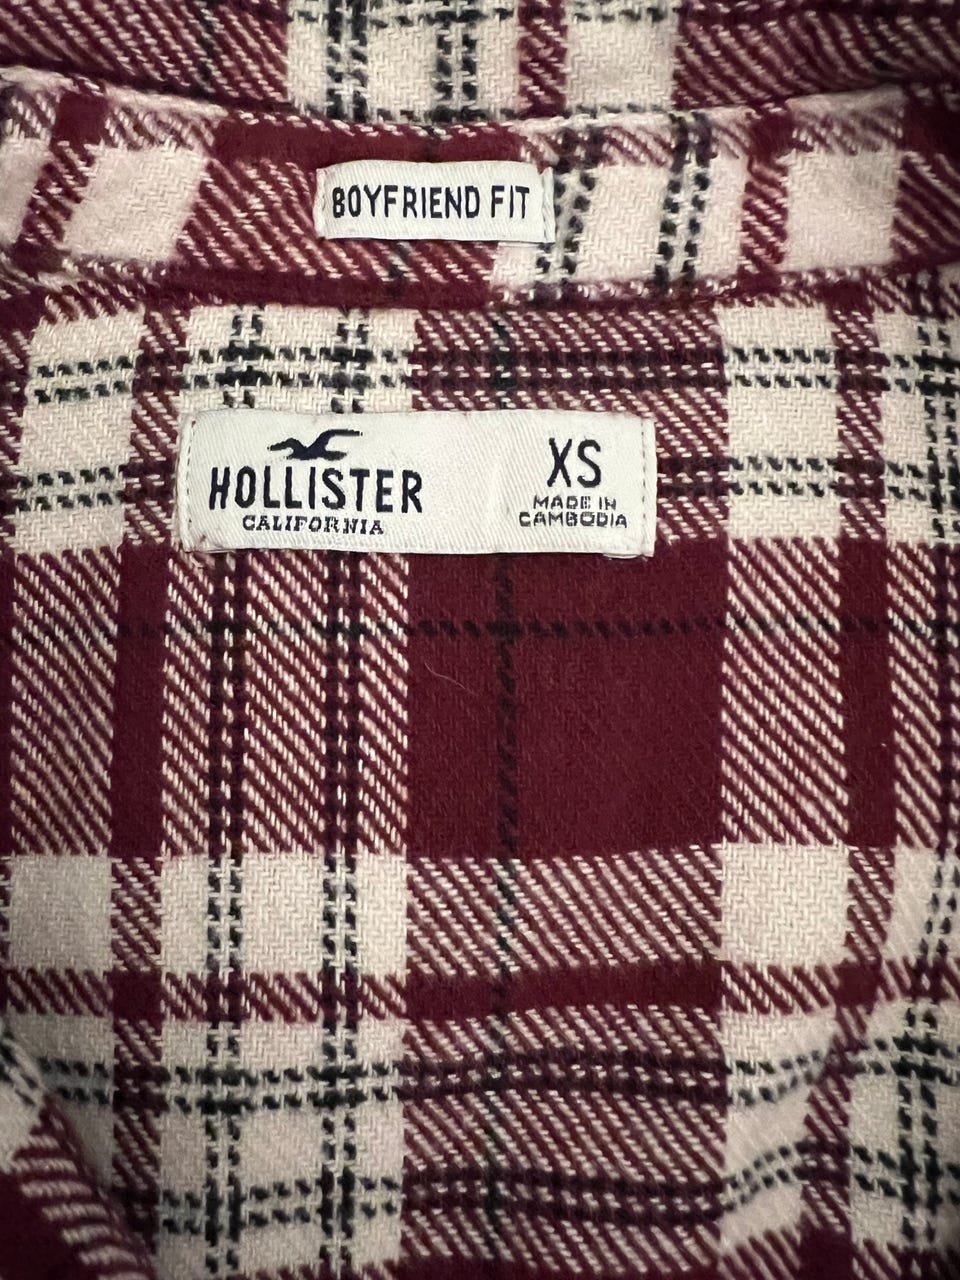 BOYFRIEND FIT
HOLLISTER
CALIFORNIA
XS
MADE IN
CAMBODIA